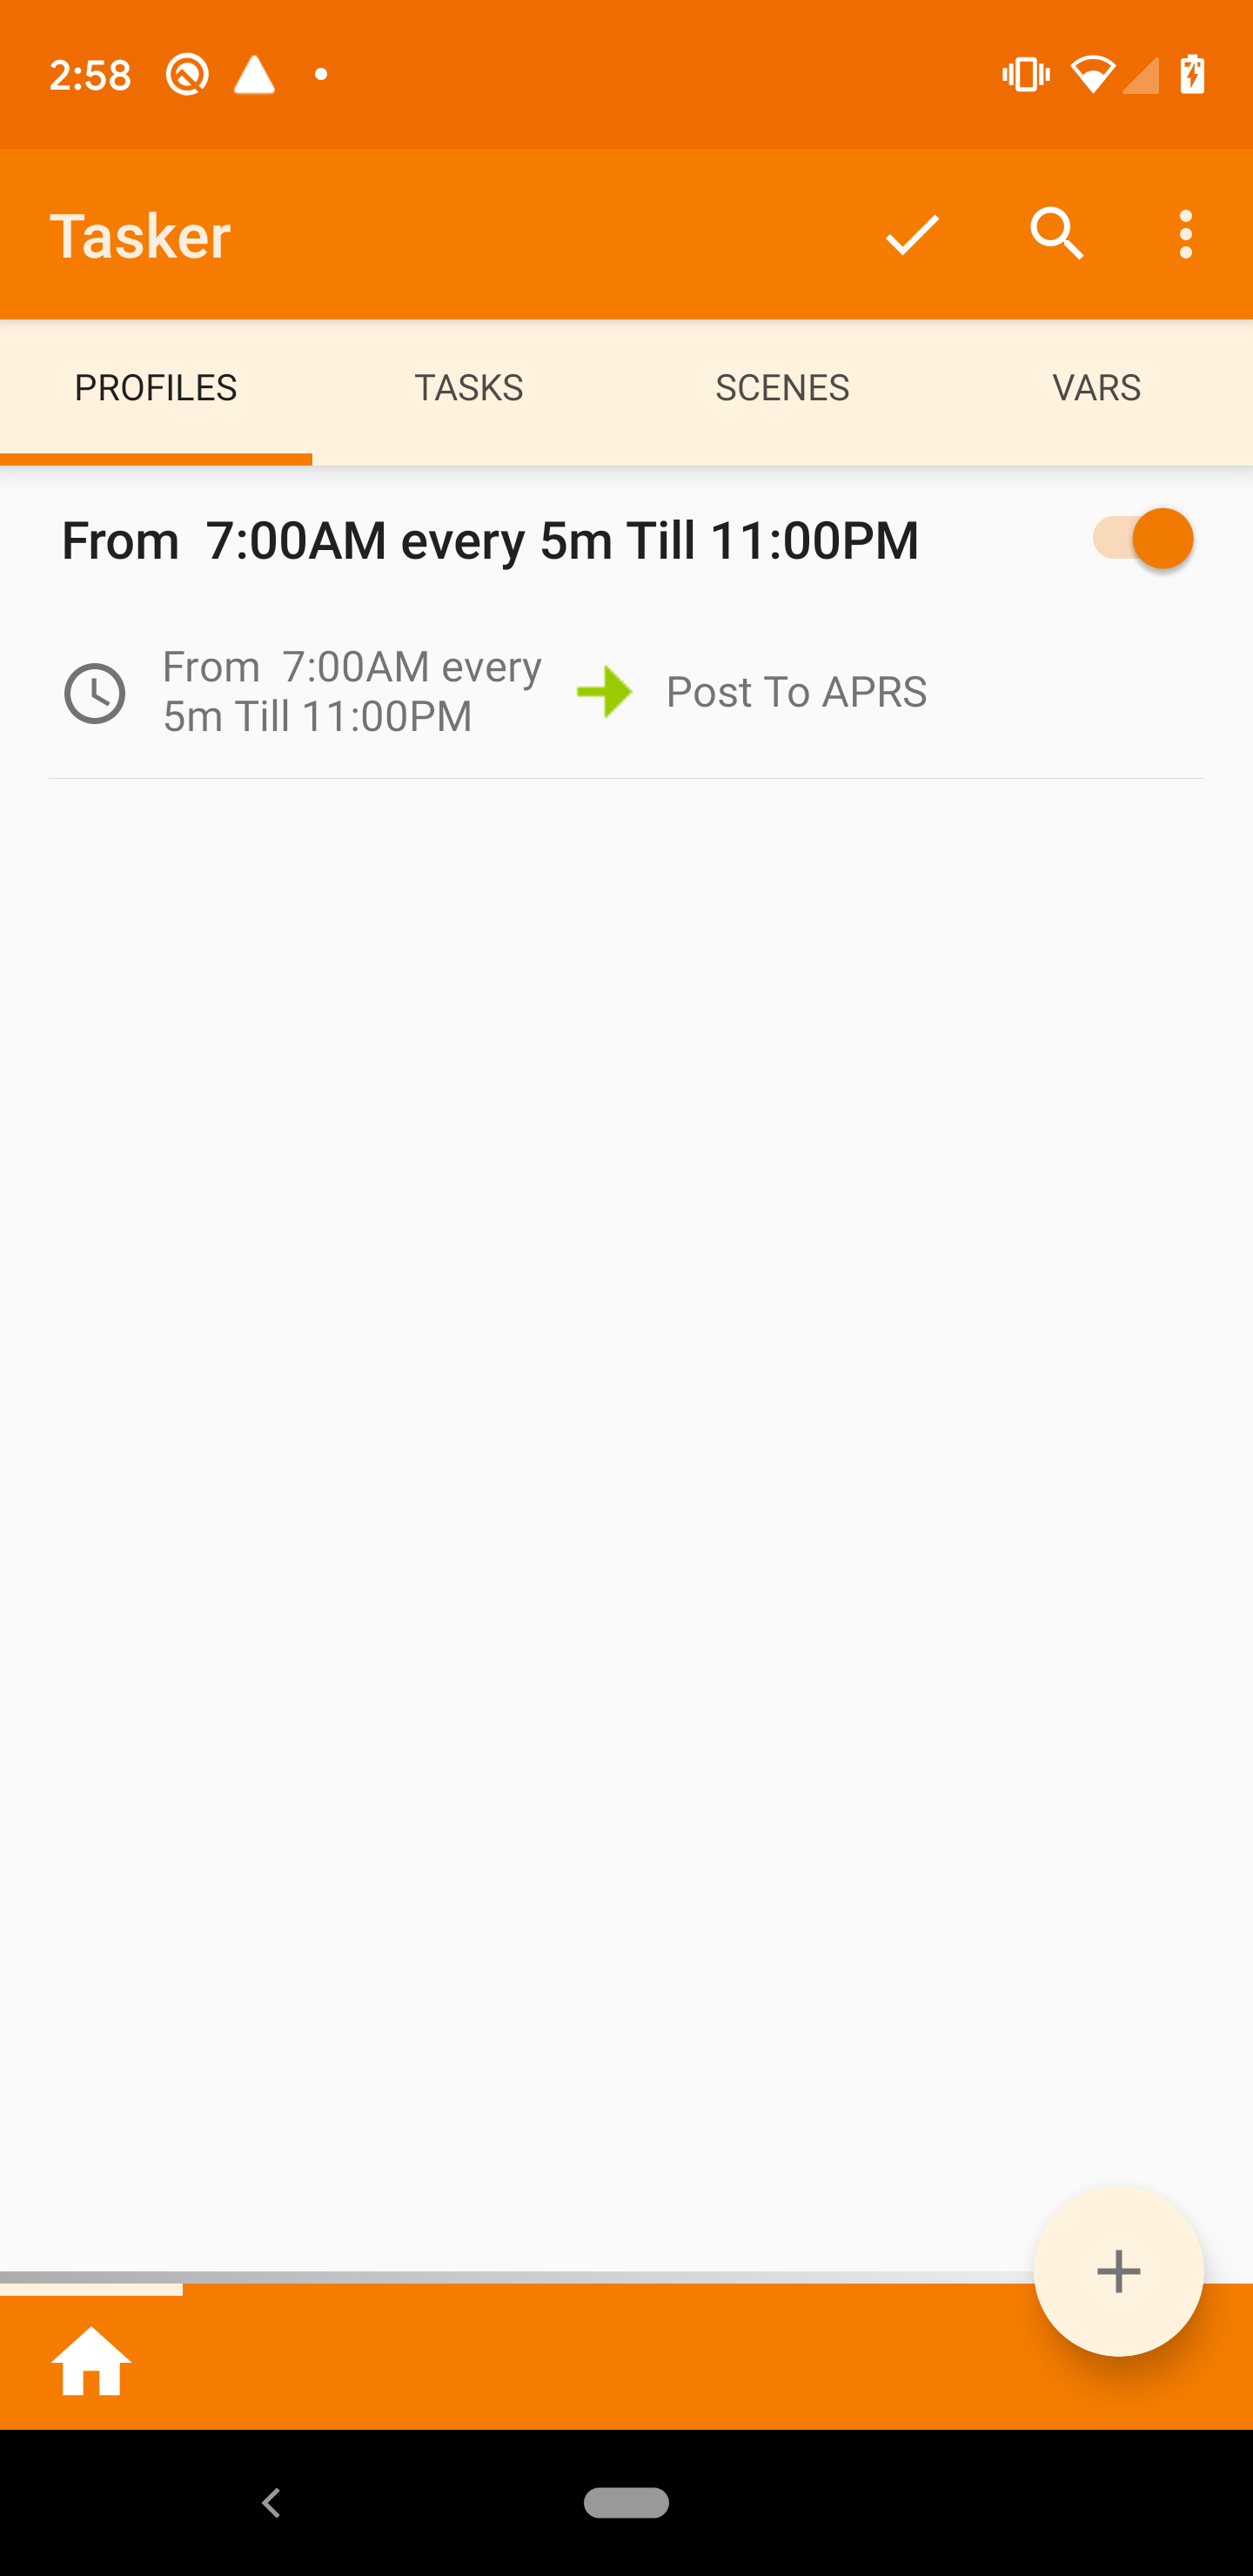 2:58
Tasker
PROFILES TASKS SCENES VARS
From 7:00AM every 5m Till 11:00PM
From 7:00AM every
5m Till 11:00PM
Post To APRS